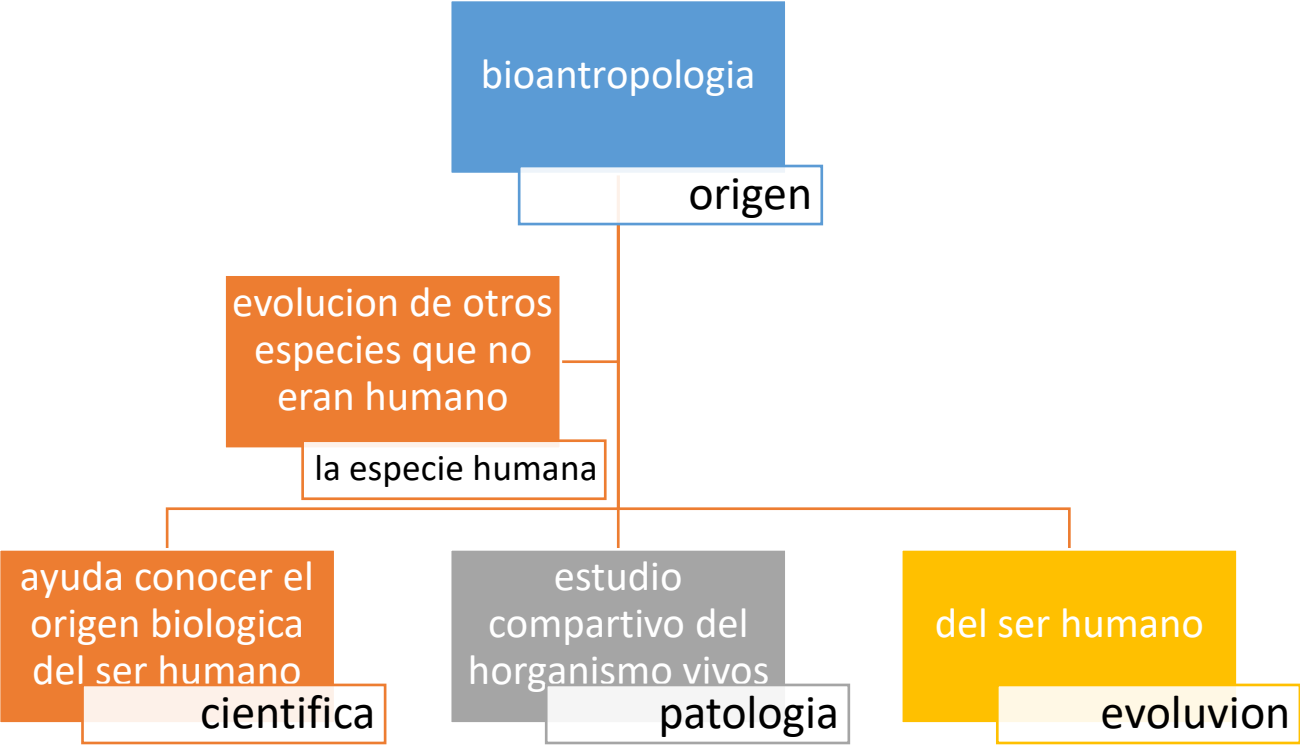 bioantropologia
origen
evolucion de otros
especies que no
eran humano
la especie humana
ayuda conocer el
origen biologica
del ser humano
cientifica
estudio
compartivo del
horganismo vivos
patologia
del ser humano
evoluvion